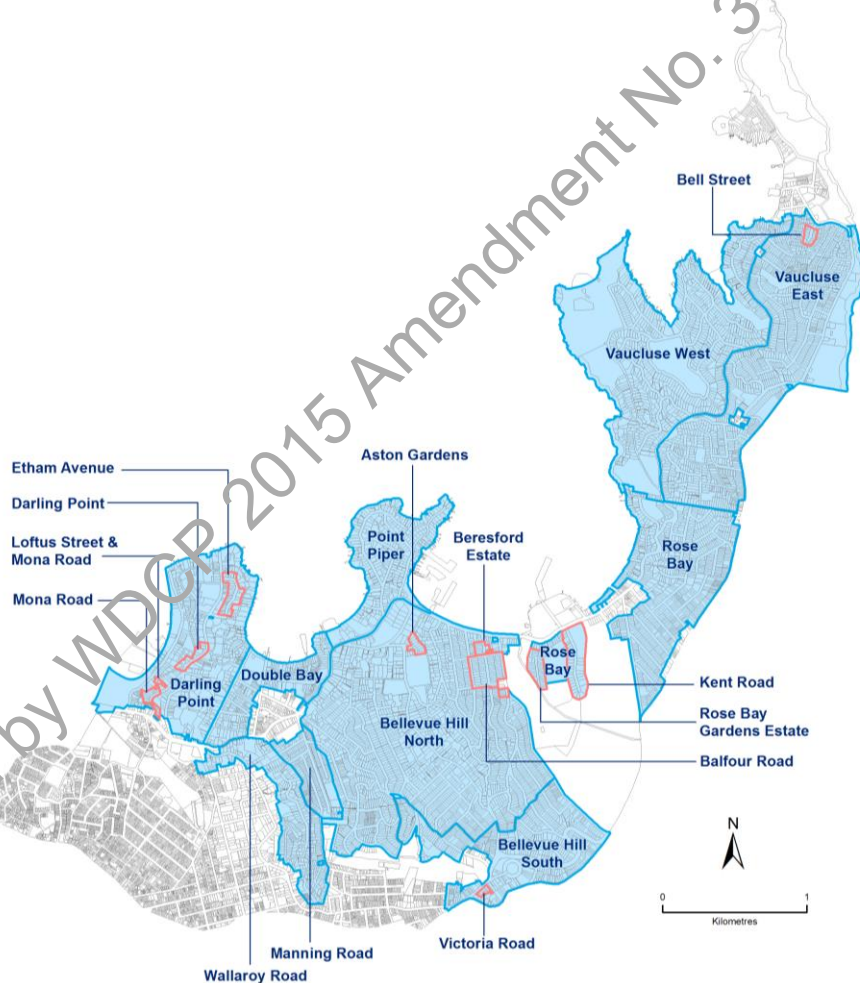 by WDCP 2015 Amendment No. 3
Bell Street
Vaucluse
East
Vaucluse West
Etham Avenue
Aston Gardens
Darling Point
Point
Piper
Beresford
Estate
Loftus Street &
Mona Road
Rose
Bay
Mona Road
Rose
Bay
Double Bay
Darling
Point
Kent Road
Bellevue Hill
North
Rose Bay
Gardens Estate
Balfour Road
Bellevue Hill
South
N
0 1
Kilometres
Victoria Road
Manning Road
Wallaroy Road